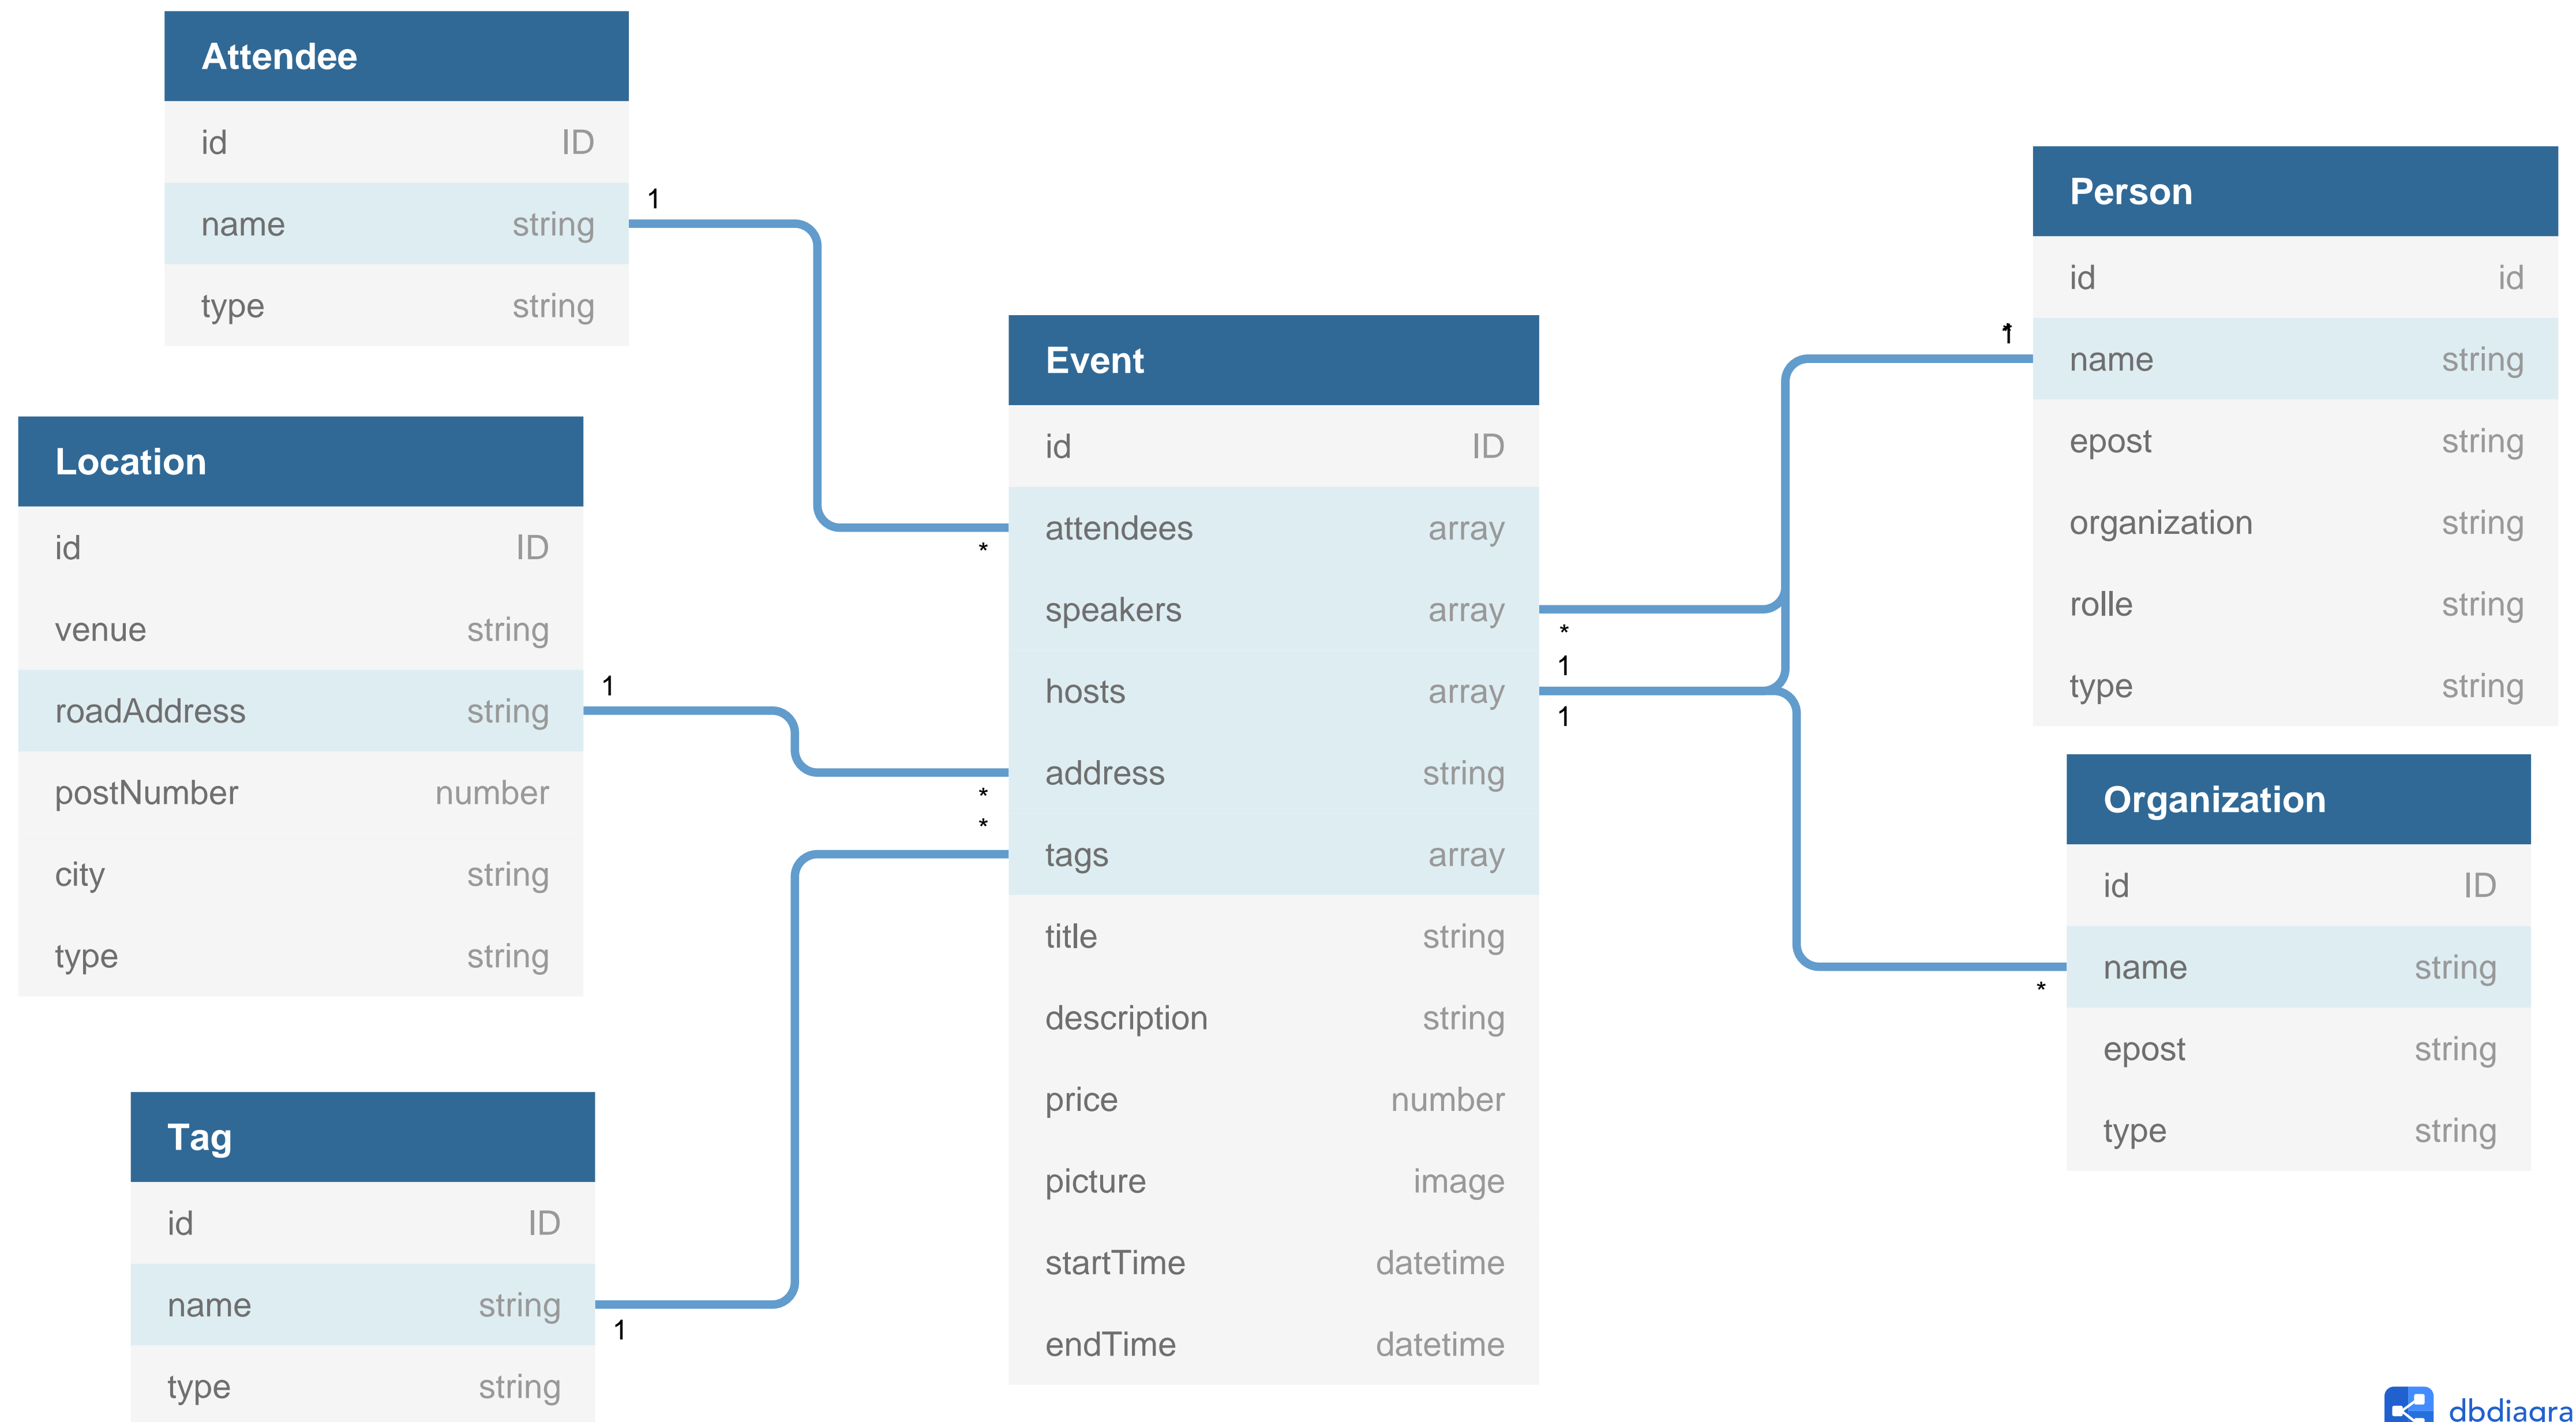 Attendee
id ID
name string
type string
1
*
Location
id ID
venue string
roadAddress string
postNumber number
city string
type string
1
*
*
Tag
id ID
name string
type string
1
Event
id ID
attendees array
speakers array
hosts array
address string
tags array
title string
description string
price number
picture image
startTime datetime
endTime datetime
*
1
1
Person
id id
name string
epost string
organization string
rolle string
type string
1
*
Organization
id ID
name string
epost string
type string
*
dbdiagra